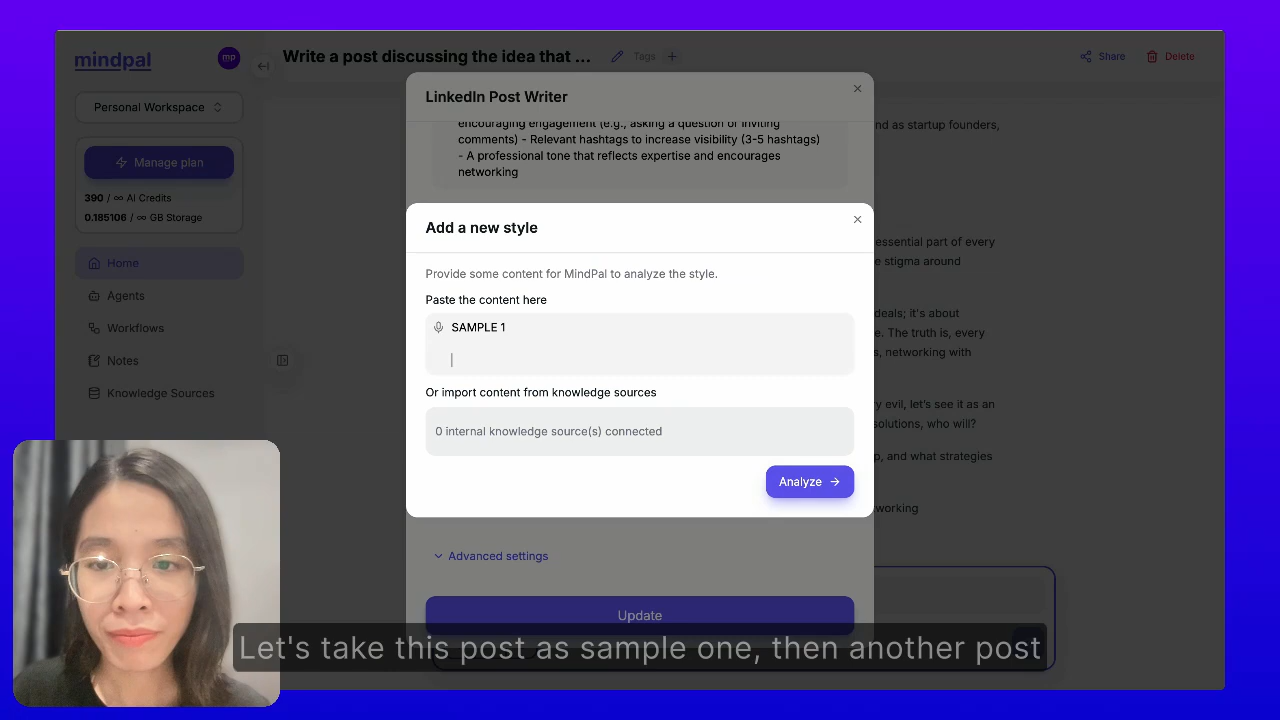 mindpal
mp
Write a post discussing the idea that ...
Tags
Share
Delete
Personal Workspace
Manage plan
390 / ∞ AI Credits
0.185106 / ∞ GB Storage
Home
Agents
Workflows
Notes
Knowledge Sources
LinkedIn Post Writer
encouraging engagement (e.g., asking a question or inviting
comments) - Relevant hashtags to increase visibility (3-5 hashtags)
- A professional tone that reflects expertise and encourages
networking
nd as startup founders,
essential part of every
e stigma around
deals; it's about
e. The truth is, every
s, networking with
y evil, let's see it as an
solutions, who will?
p, and what strategies
working
Add a new style
Provide some content for MindPal to analyze the style.
Paste the content here
SAMPLE 1
Or import content from knowledge sources
0 internal knowledge source(s) connected
Analyze
Advanced settings
Update
Let's take this post as sample one, then another post